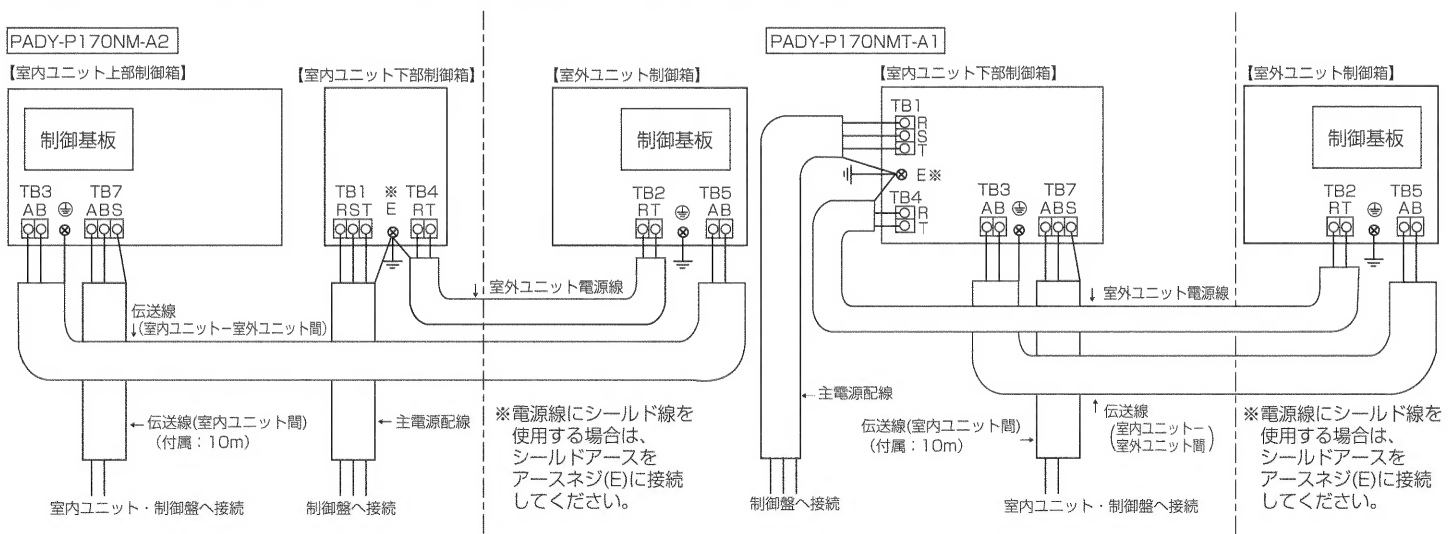 PADY-P170NM-A2
【室内ユニット上部制御箱】
制御基板
TB3
AB
TB7
ABS
【室内ユニット下部制御箱】
TB1
RST
※
E
TB4
RT
【室外ユニット制御箱】
制御基板
TB2
RT
TB5
AB
↓室外ユニット電源線
伝送線
↓(室内ユニットー室外ユニット間)
←伝送線(室内ユニット間)
(付属：10m)
←主電源配線
室内ユニット・制御盤へ接続
制御盤へ接続
※電源線にシールド線を
使用する場合は、
シールドアースを
アースネジ(E)に接続
してください。
PADY-P170NMT-A1
【室内ユニット下部制御箱】
TB1
R
S
T
E※
TB4
R
T
TB3
AB
TB7
ABS
【室外ユニット制御箱】
制御基板
TB2
RT
TB5
AB
↓室外ユニット電源線
←主電源配線
伝送線(室内ユニット間)
(付属：10m) →
↑伝送線
(室内ユニットー
室外ユニット間)
制御盤へ接続
室内ユニット・制御盤へ接続
※電源線にシールド線を
使用する場合は、
シールドアースを
アースネジ(E)に接続
してください。